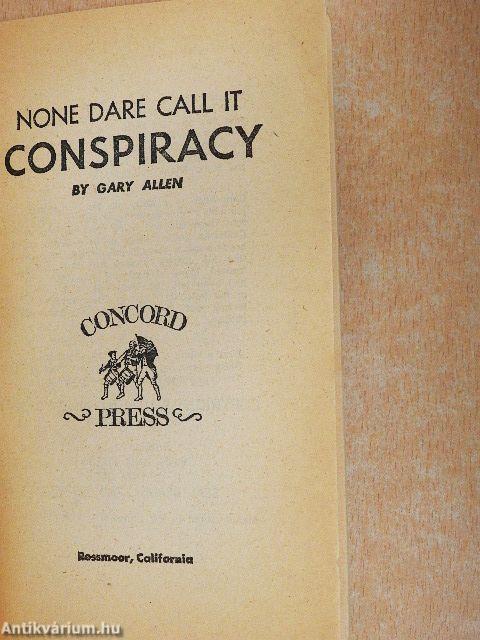 NONE DARE CALL IT
CONSPIRACY
BY GARY ALLEN
CONCORD
PRESS
Rossmoor, California
Antikvárium.hu